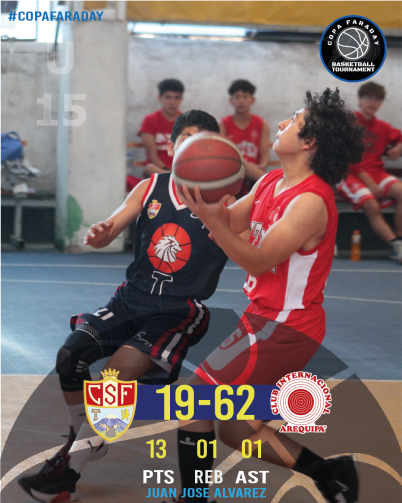 #COPAFARADAY
COPA FARADAY
BASKETBALL
TOURNAMENT
U
15
CSF
19-62
CLUB INTERNACIONAL
AREQUIPA
13 01 01
PTS REB AST
JUAN JOSE ALVAREZ